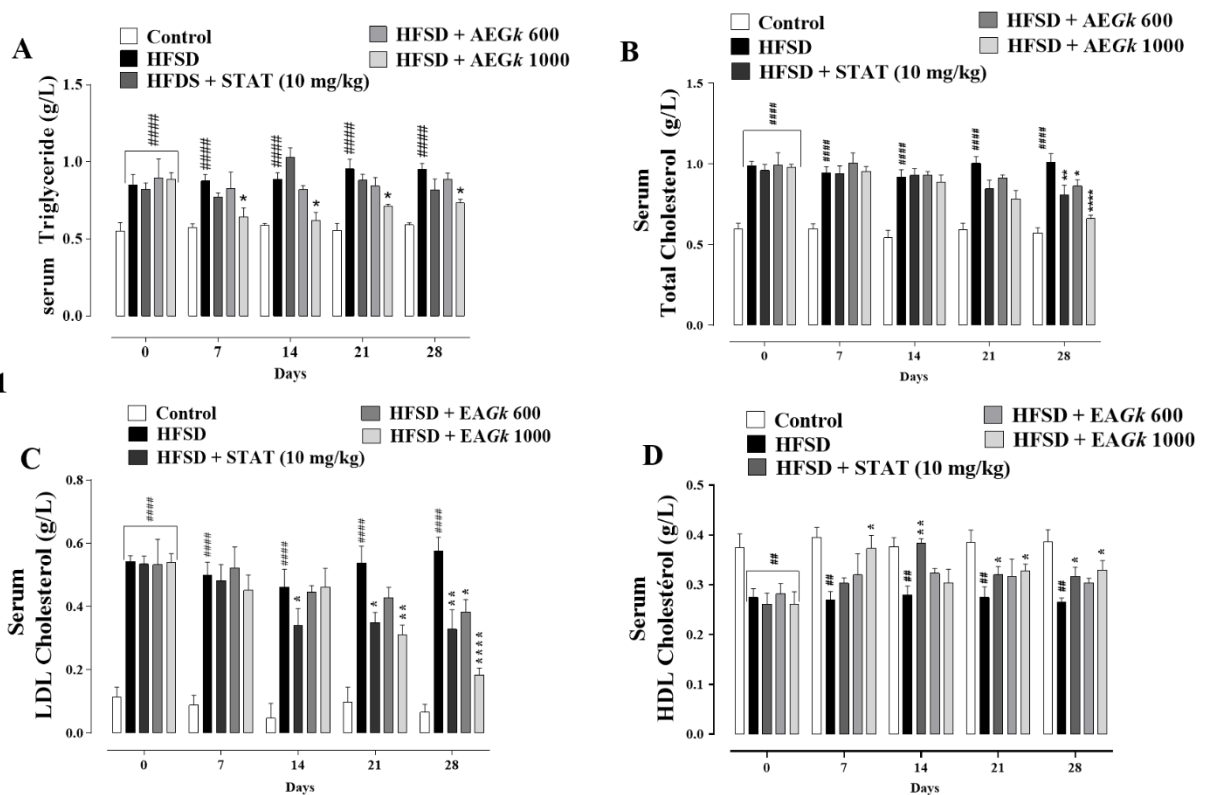 A
Control
HFSD
HFDS + STAT (10 mg/kg)
HFSD + AEGk 600
HFSD + AEGk 1000
serum Triglyceride (g/L)
1.5
1.0
0.5
0.0
####
####
####
####
####
*
*
*
*
0
7
14
21
28
Days
B
Control
HFSD
HFSD + STAT (10 mg/kg)
HFSD + AEGk 600
HFSD + AEGk 1000
Serum
Total Cholesterol (g/L)
1.5
1.0
0.5
0.0
####
####
####
####
####
**
*
****
0
7
14
21
28
Days
1
C
Control
HFSD
HFSD + STAT (10 mg/kg)
HFSD + EAGk 600
HFSD + EAGk 1000
Serum
LDL Cholesterol (g/L)
0.8
0.6
0.4
0.2
0.0
####
####
####
*
####
*
**
####
**
*
****
0
7
14
21
28
Days
D
Control
HFSD
HFSD + STAT (10 mg/kg)
HFSD + EAGk 600
HFSD + EAGk 1000
Serum
HDL Cholestérol (g/L)
0.5
0.4
0.3
0.2
0.1
0.0
##
##
*
##
**
##
*
*
##
*
*
0
7
14
21
28
Days